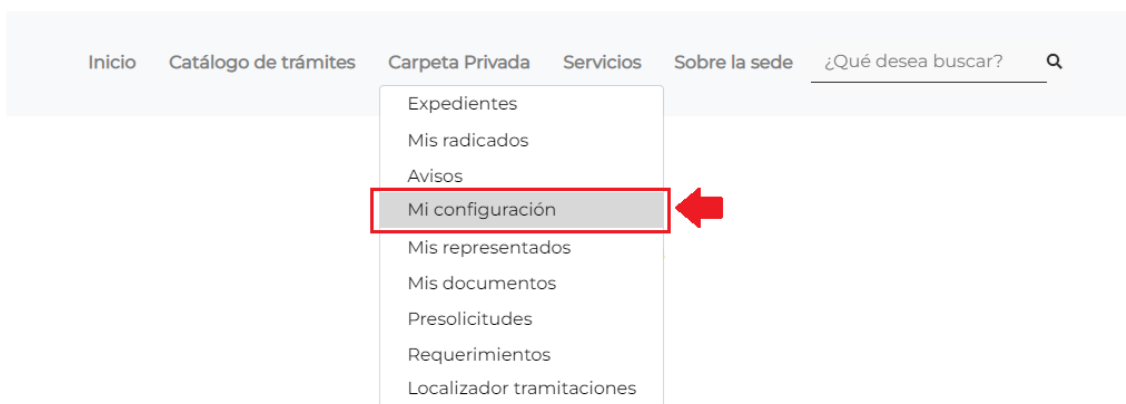 Inicio Catálogo de trámites Carpeta Privada Servicios Sobre la sede ¿Qué desea buscar?
Expedientes
Mis radicados
Avisos
Mi configuración
Mis representados
Mis documentos
Presolicitudes
Requerimientos
Localizador tramitaciones